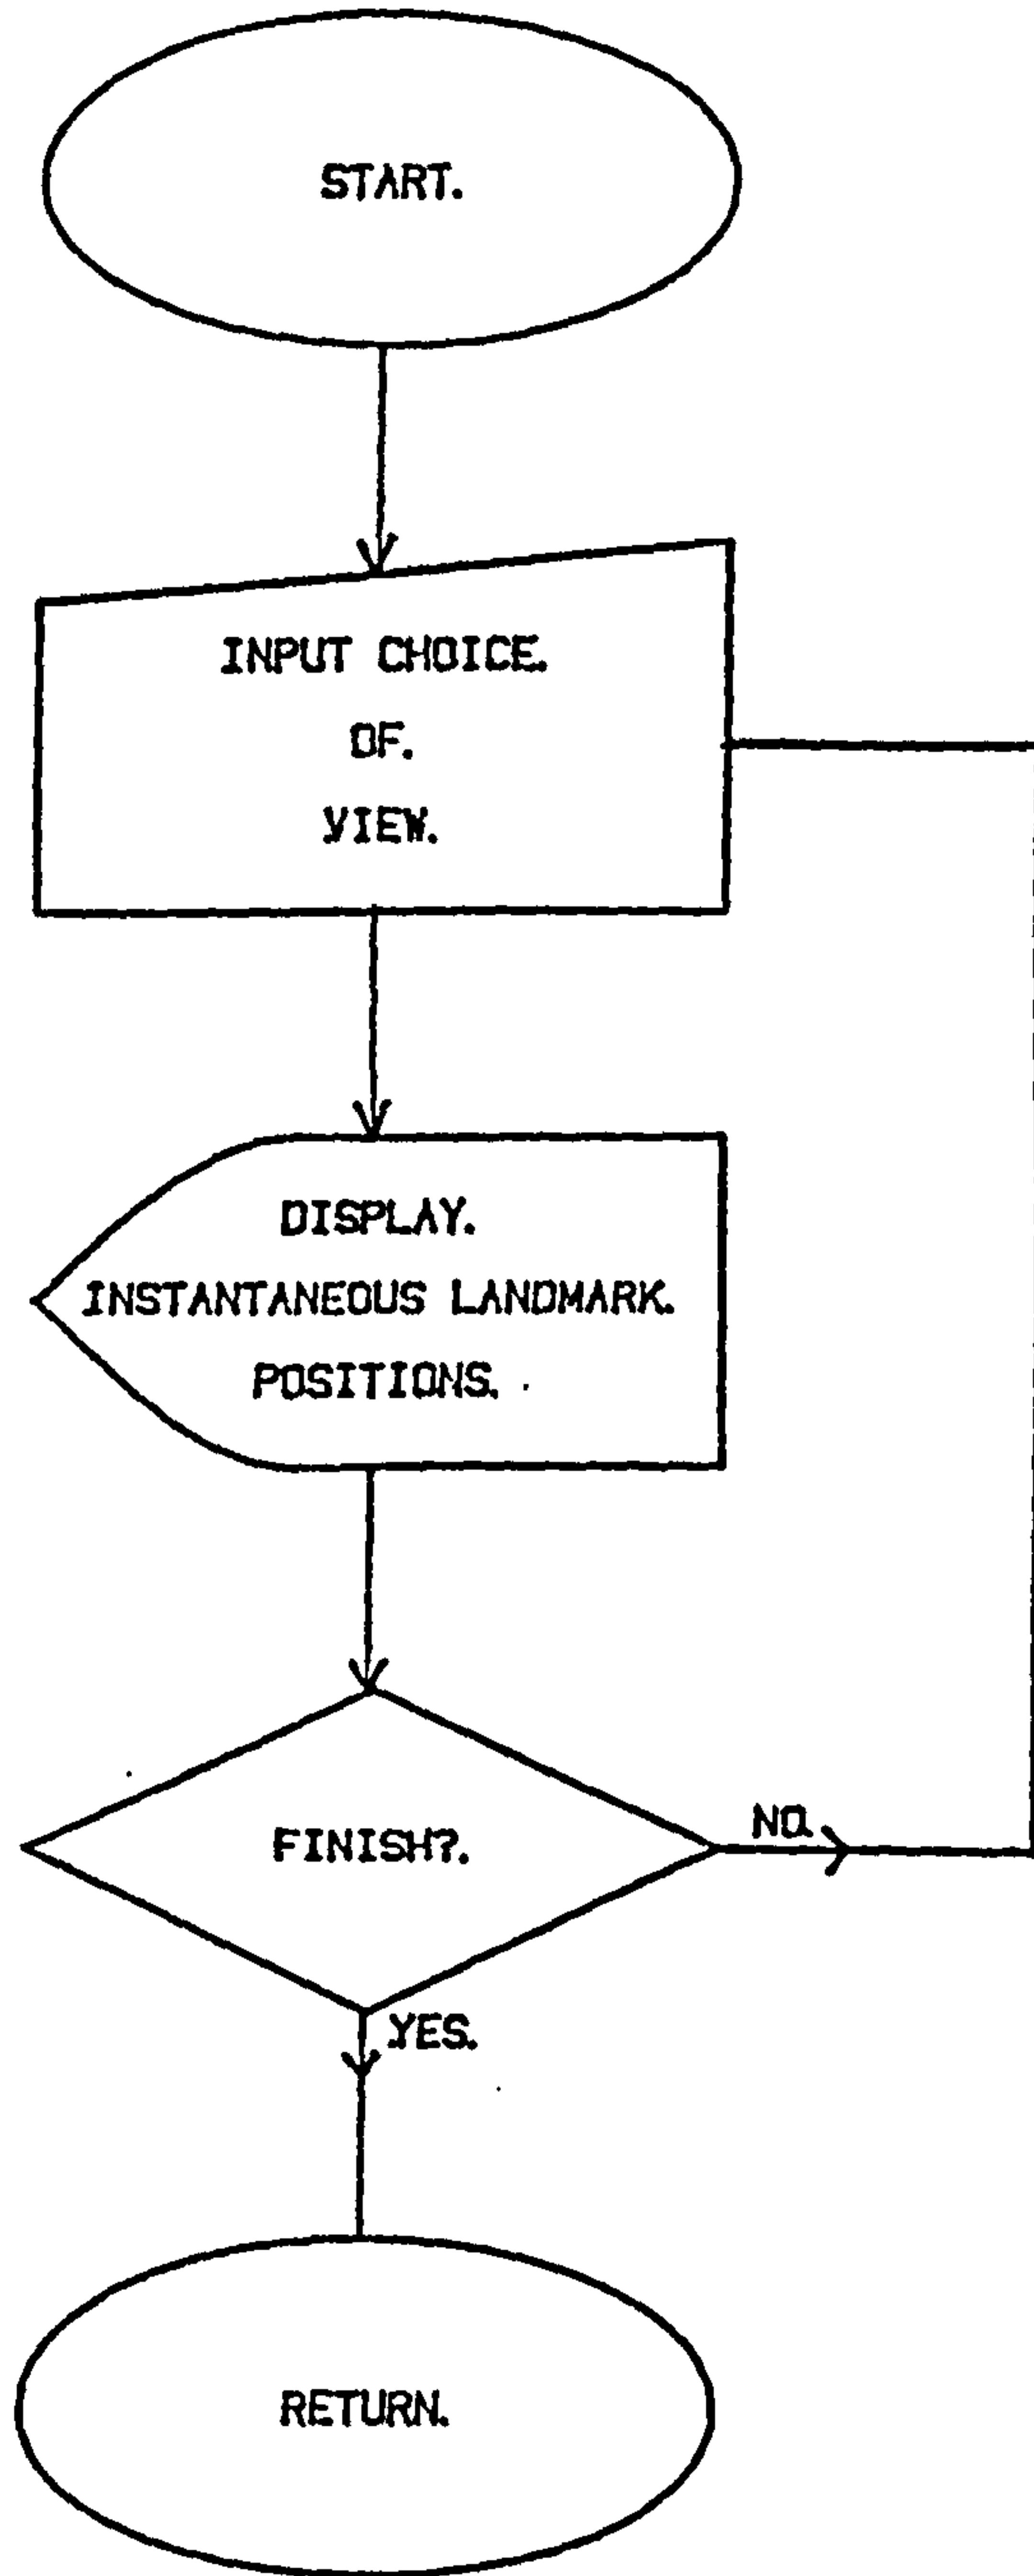 START.
INPUT CHOICE.
OF.
VIEW.
DISPLAY.
INSTANTANEOUS LANDMARK.
POSITIONS.
FINISH?.
NO.
YES.
RETURN.